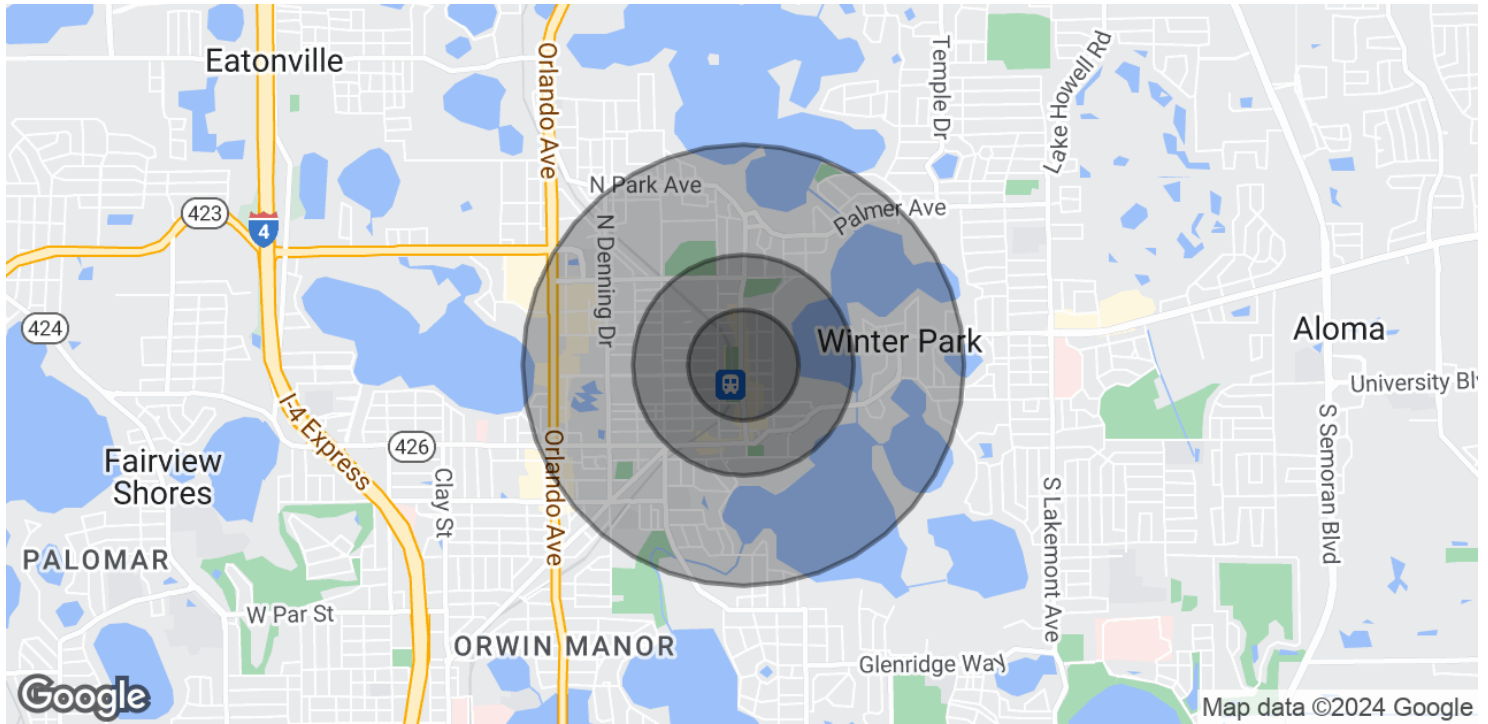 Eatonville
Orlando Ave
Temple Dr
Lake Howell Rd
N Park Ave
423
4
Palmer Ave
N Denning Dr
424
Winter Park
Aloma
University
I-4 Express
426
Orlando Ave
S Semoran Blvd
Fairview
Shores
Clay St
S Lakemont Ave
PALOMAR
W Par St
ORWIN MANOR
Glenridge Way
Google
Map data ©2024 Google